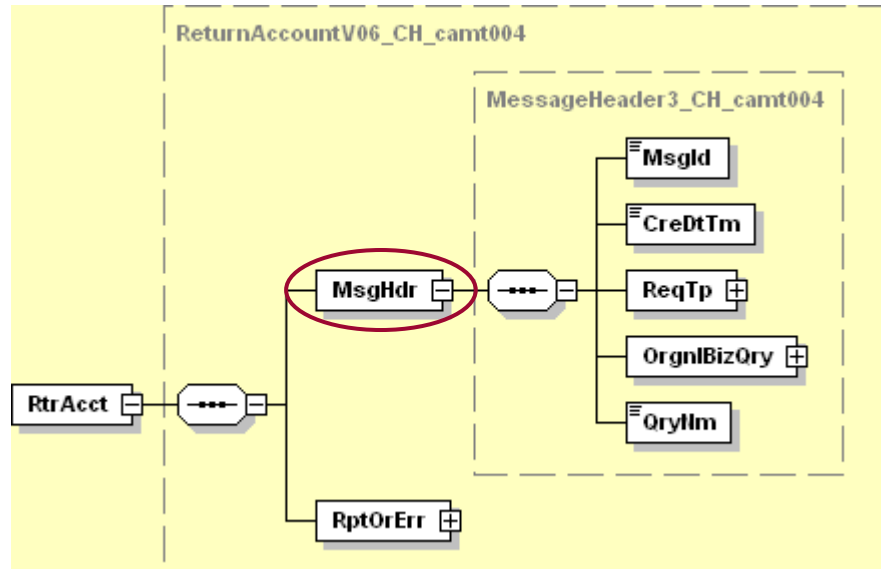 ReturnAccountV06_CH_camt004
MessageHeader3_CH_camt004
MsgId
CreDtTm
MsgHdr
ReqTp
OrgnlBizQry
RtrAcct
QryNm
RptOrErr